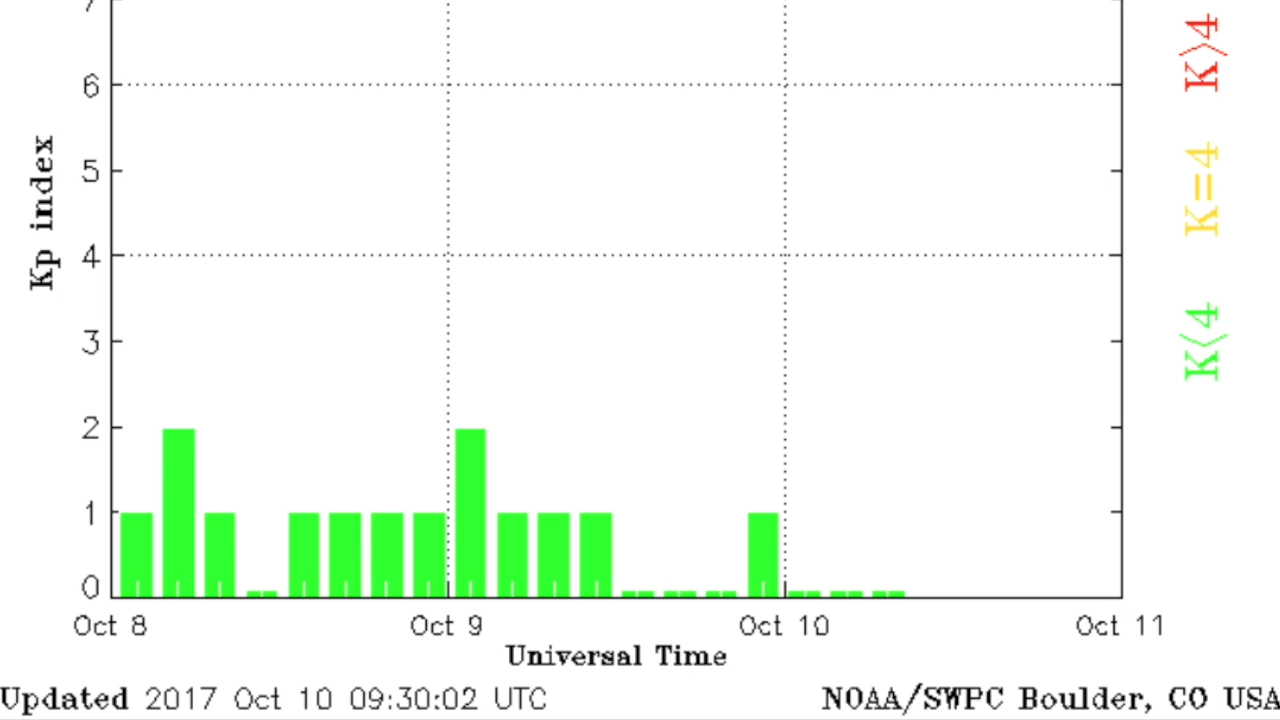 7
6
5
4
3
2
1
0
Kp index
K>4
K=4
K<4
Oct 8 Oct 9 Oct 10 Oct 11
Universal Time
Updated 2017 Oct 10 09:30:02 UTC
NOAA/SWPC Boulder, CO USA